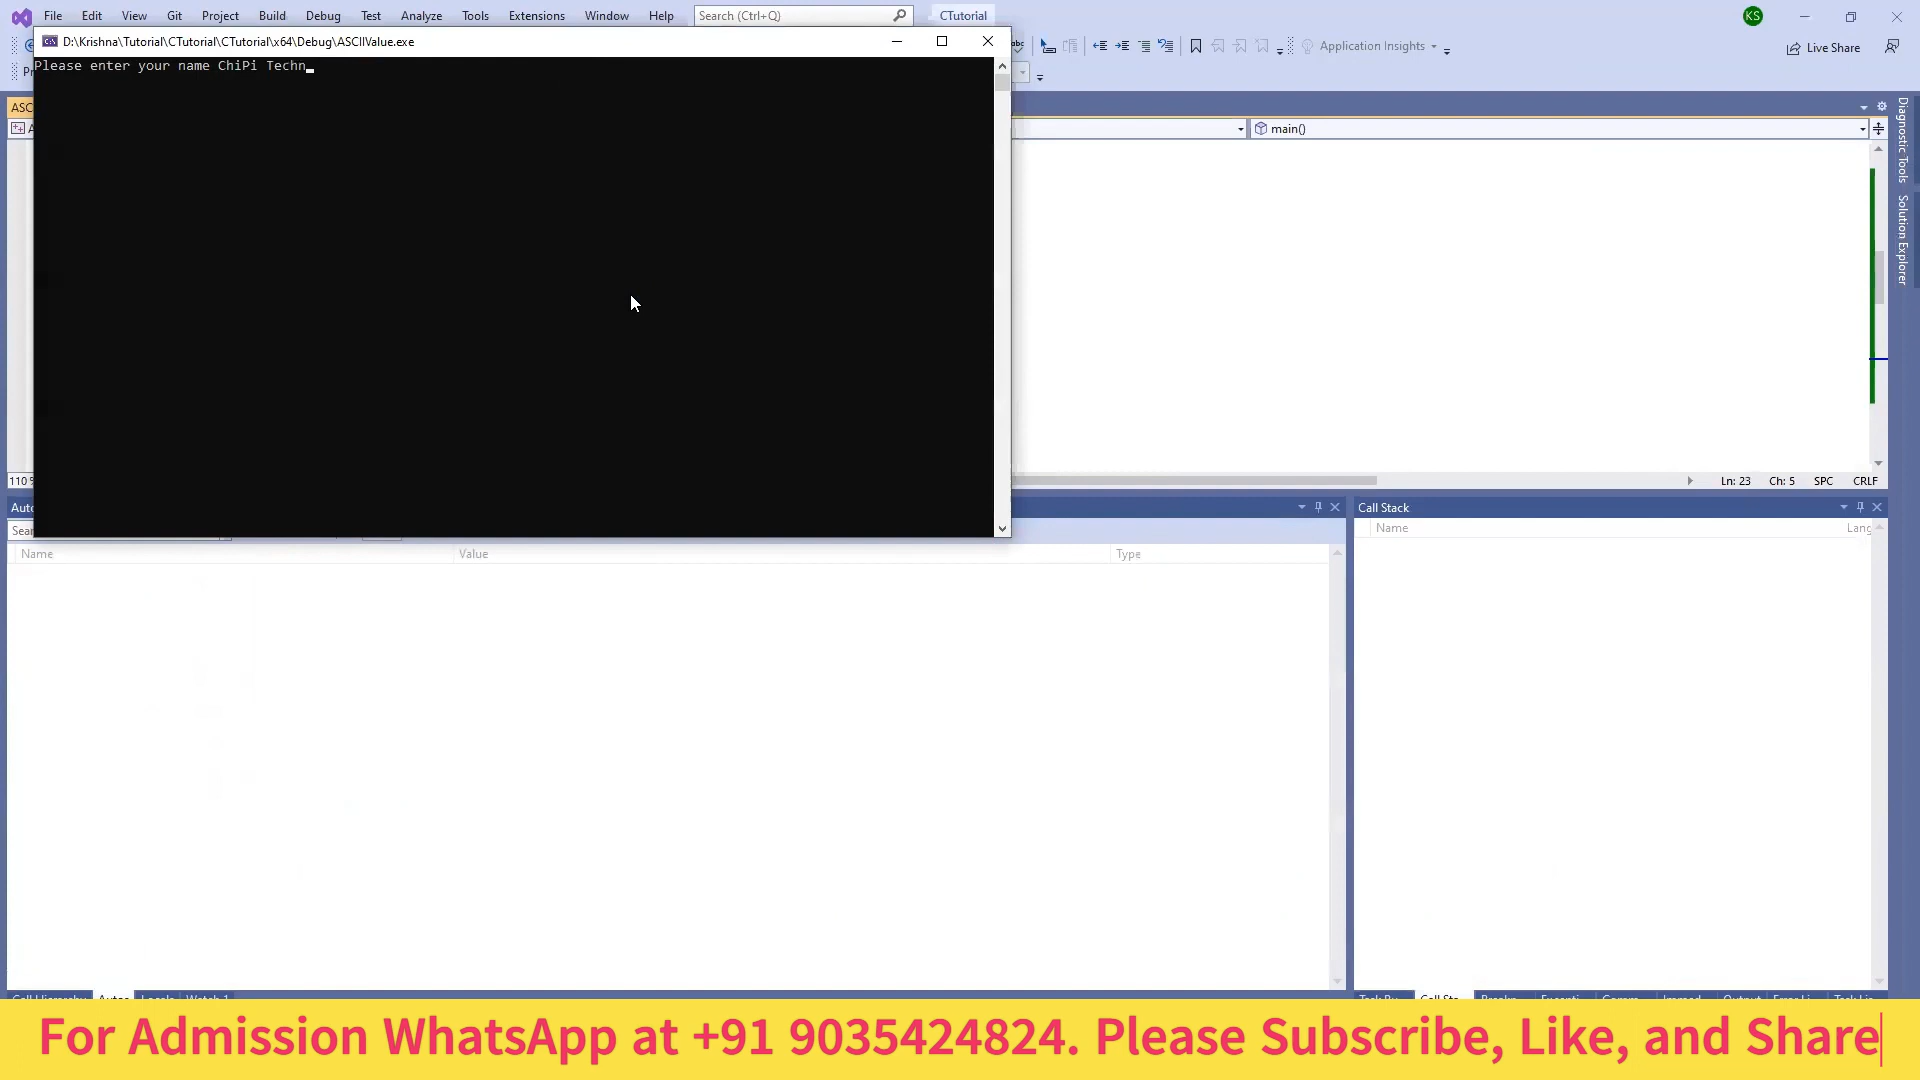 File Edit View Git Project Build Debug Test Analyze Tools Extensions Window Help Search (Ctrl+Q) CTutorial KS
D:\Krishna\Tutorial\CTutorial\CTutorial\x64\Debug\ASCIIValue.exe
Application Insights Live Share
Please enter your name ChiPi Techn
ASC
main()
Diagnostic Tools
Solution Explorer
110 %
Ln: 23 Ch: 5 SPC CRLF
Call Stack
Name
Name Value Type
For Admission WhatsApp at +91 9035424824. Please Subscribe, Like, and Share